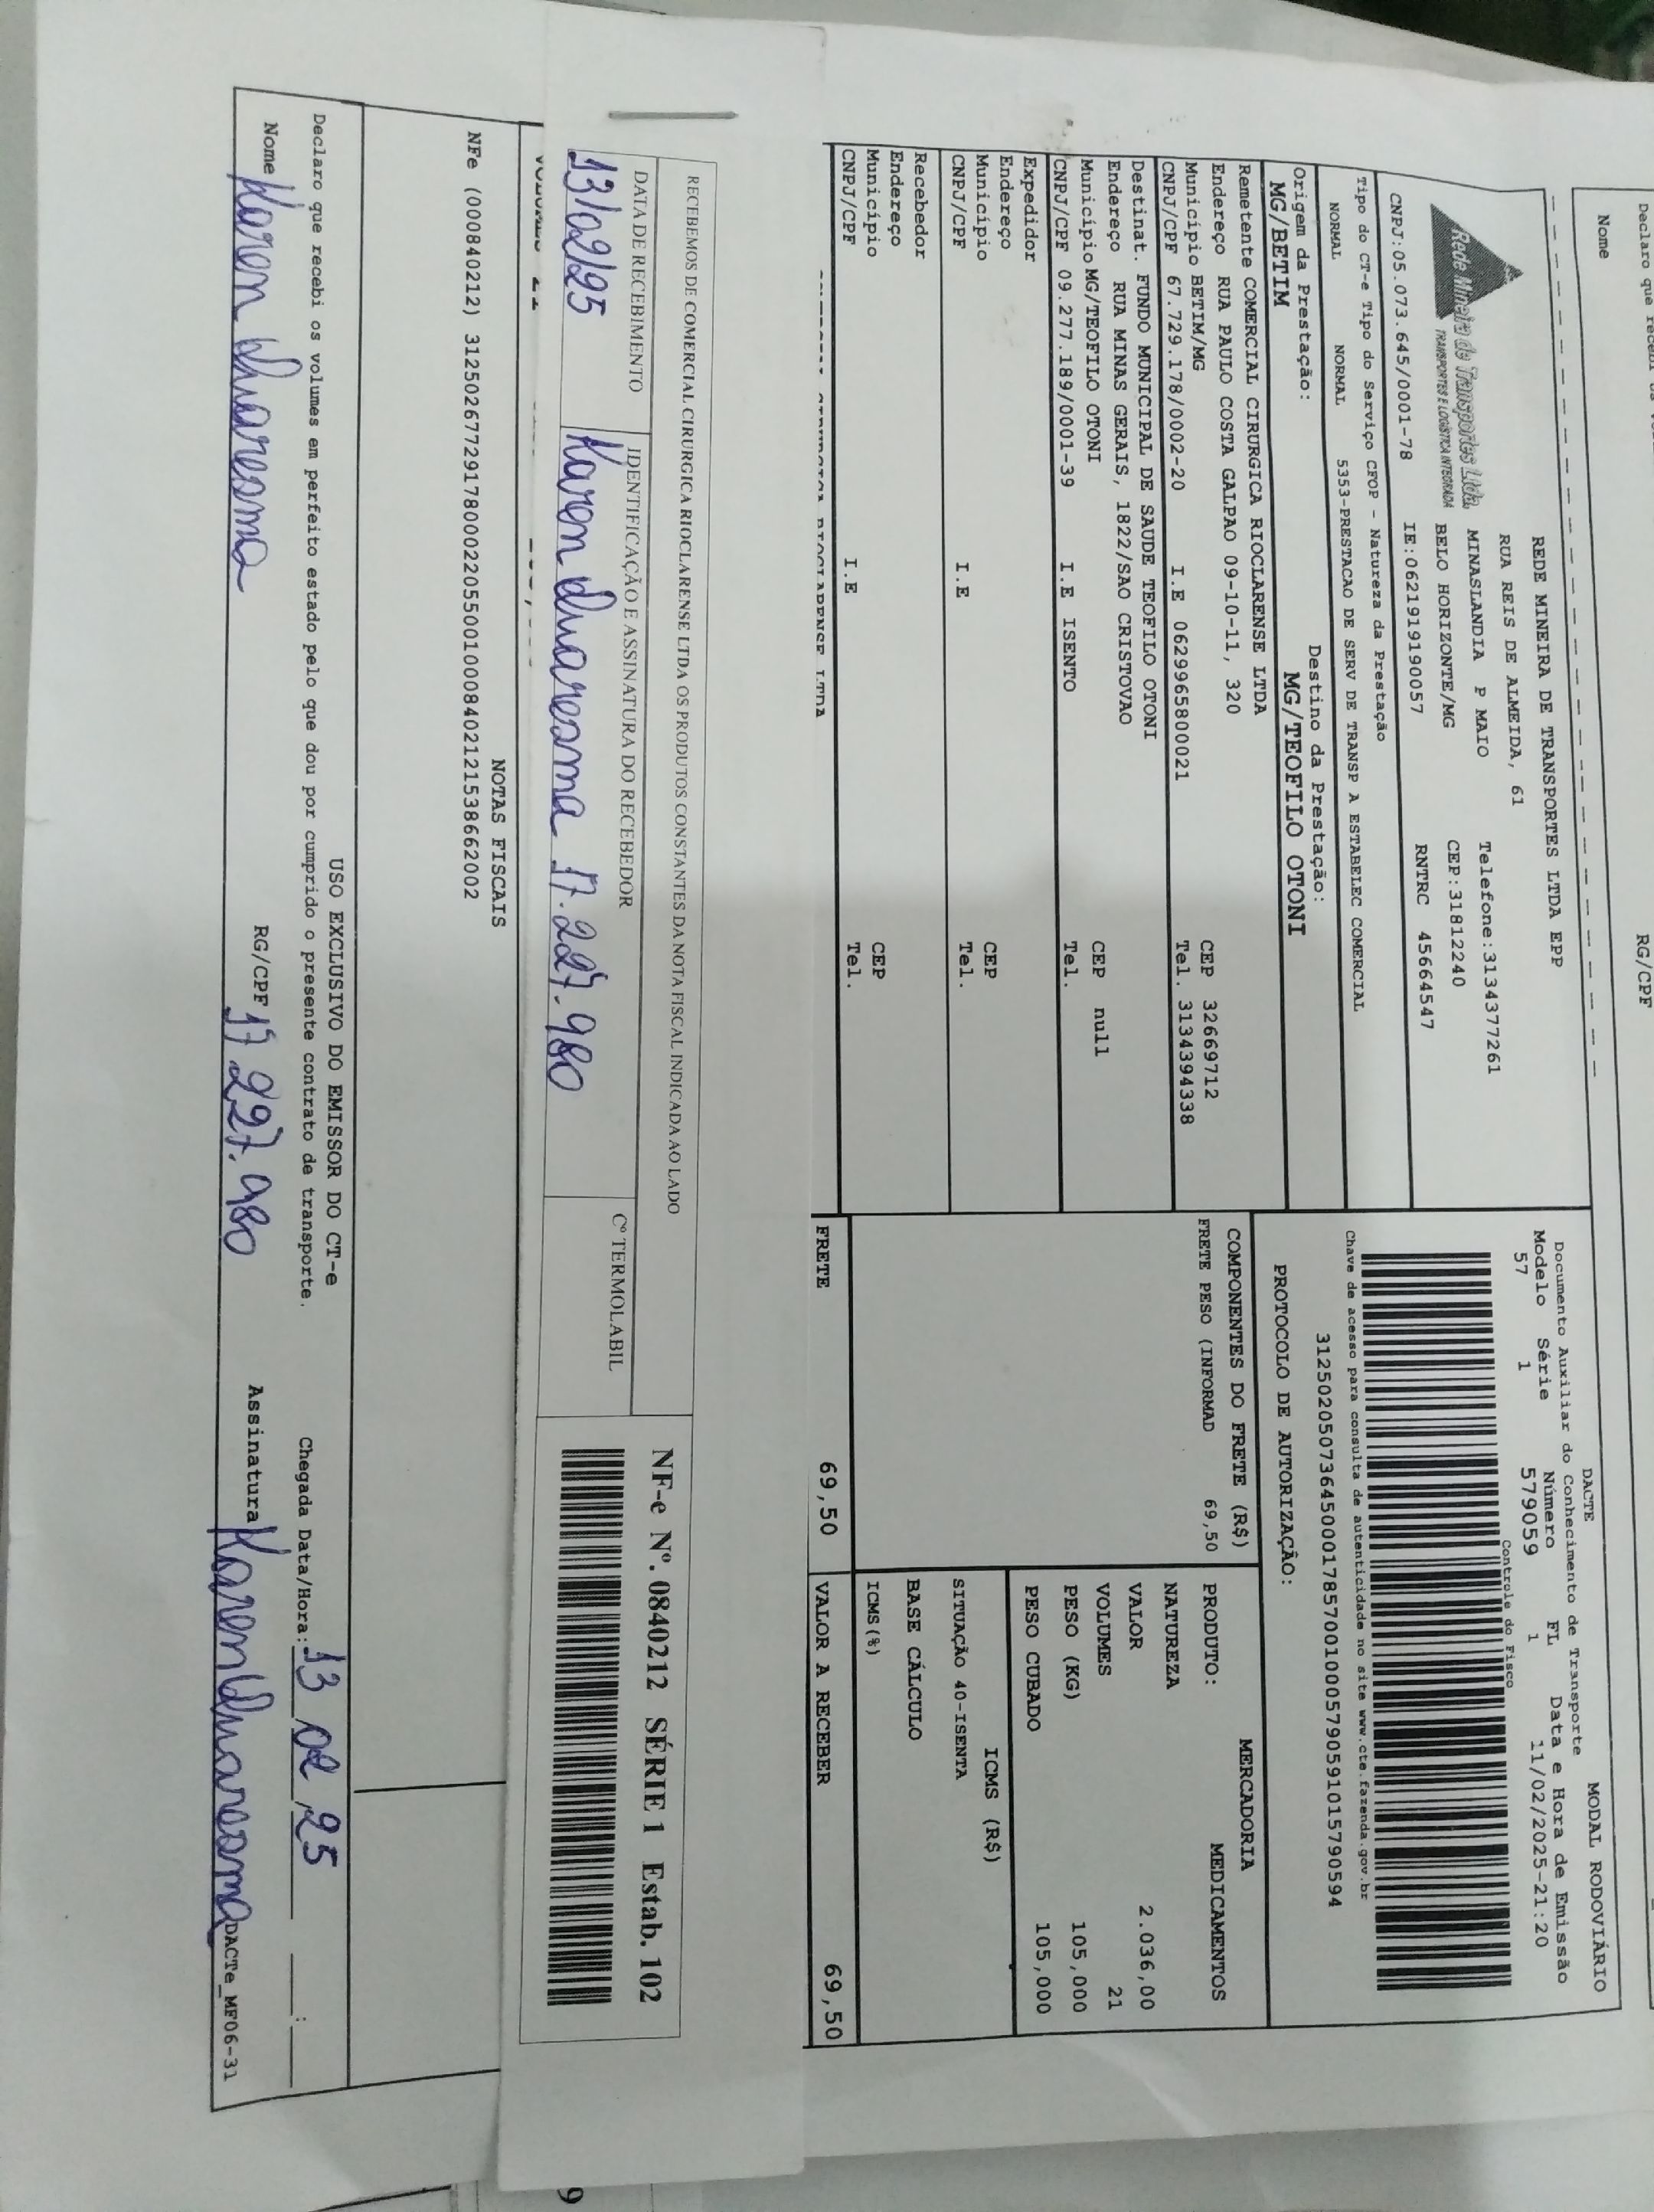 Declaro que recebi os v
Nome
RG/CPF
Rede Mineira de Transportes Ltda.
TRANSPORTES E LOGÍSTICA INTEGRADA
REDE MINEIRA DE TRANSPORTES LTDA EPP
RUA REIS DE ALMEIDA, 61
MINASLANDIA P MAIO Telefone:3134377261
BELO HORIZONTE/MG CEP:31812240
CNPJ:05.073.645/0001-78 IE:0621919190057 RNTRC 45664547
Tipo do CT-e Tipo do Serviço CFOP - Natureza da Prestação
NORMAL NORMAL 5353-PRESTACAO DE SERV DE TRANSP A ESTABELEC COMERCIAL
Origem da Prestação: Destino da Prestação:
MG/BETIM MG/TEOFILO OTONI
DACTE MODAL RODOVIÁRIO
Documento Auxiliar do Conhecimento de Transporte
Modelo Série Número FL Data e Hora de Emissão
57 1 579059 1 11/02/2025-21:20
Controle do Fisco
Chave de acesso para consulta de autenticidade no site www.cte.fazenda.gov.br
31250205073645000178570010005790591015790594
PROTOCOLO DE AUTORIZAÇÃO:
Remetente COMERCIAL CIRURGICA RIOCLARENSE LTDA
Endereço RUA PAULO COSTA GALPAO 09-10-11, 320
Município BETIM/MG CEP 32669712
CNPJ/CPF 67.729.178/0002-20 I.E 0629965800021 Tel. 3134394338
Destinat. FUNDO MUNICIPAL DE SAUDE TEOFILO OTONI
Endereço RUA MINAS GERAIS, 1822/SAO CRISTOVAO
Município MG/TEOFILO OTONI CEP null
CNPJ/CPF 09.277.189/0001-39 I.E ISENTO Tel.
Expedidor
Endereço
Município CEP
CNPJ/CPF I.E Tel.
Recebedor
Endereço
Município CEP
CNPJ/CPF I.E Tel.
COMPONENTES DO FRETE (R$)
FRETE PESO (INFORMAD 69,50
MERCADORIA
PRODUTO: MEDICAMENTOS
NATUREZA
VALOR 2.036,00
VOLUMES 21
PESO (KG) 105,000
PESO CUBADO 105,000
ICMS (R$)
SITUAÇÃO 40-ISENTA
BASE CÁLCULO
ICMS(%)
FRETE 69,50 VALOR A RECEBER 69,50
RECEBEMOS DE COMERCIAL CIRURGICA RIOCLARENSE LTDA OS PRODUTOS CONSTANTES DA NOTA FISCAL INDICADA AO LADO
DATA DE RECEBIMENTO IDENTIFICAÇÃO E ASSINATURA DO RECEBEDOR Cº TERMOLABIL
13/02/25 Karem Quaresma 17.227.980
NF-e Nº. 084021​2 SÉRIE 1 Estab. 102
NOTAS FISCAIS
NFe (000840212) 31250267729178000220550010008402121538662002
USO EXCLUSIVO DO EMISSOR DO CT-e
Declaro que recebi os volumes em perfeito estado pelo que dou por cumprido o presente contrato de transporte. Chegada Data/Hora: 13 02 25 :
Nome Karem Quaresma RG/CPF 17.227.980 Assinatura Karem Quaresma
DACTe_MF06-31